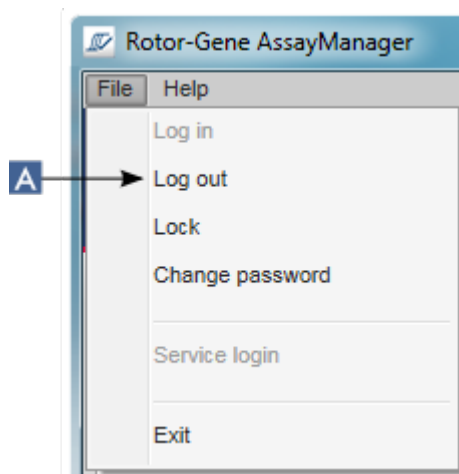 Rotor-Gene AssayManager
File Help
Log in
A Log out
Lock
Change password
Service login
Exit